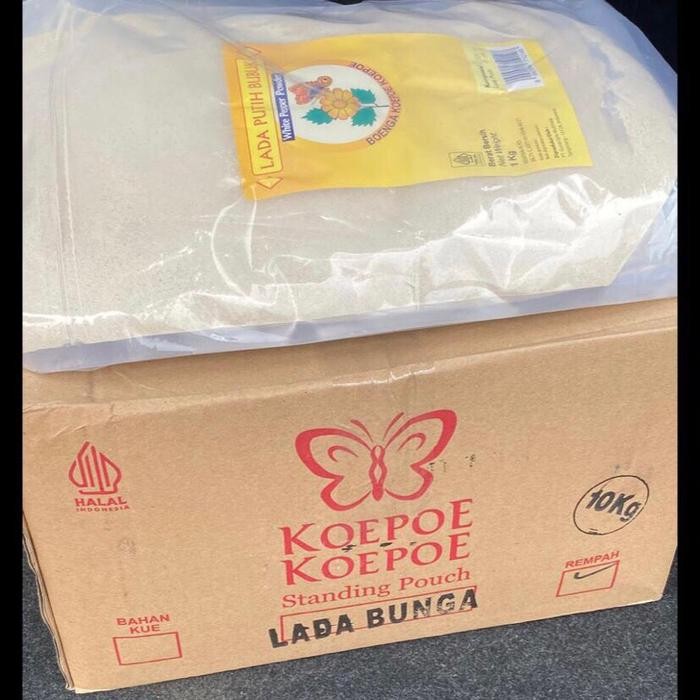 LADA PUTIH BUBUK
White Pepper Powder
BOENGA KOEPOE KOEPOE
Berat Bersih
Net Weight
1 Kg
HALAL
INDONESIA
KOEPOE
KOEPOE
Standing Pouch
LADA BUNGA
BAHAN
KUE
10Kg
REMPAH